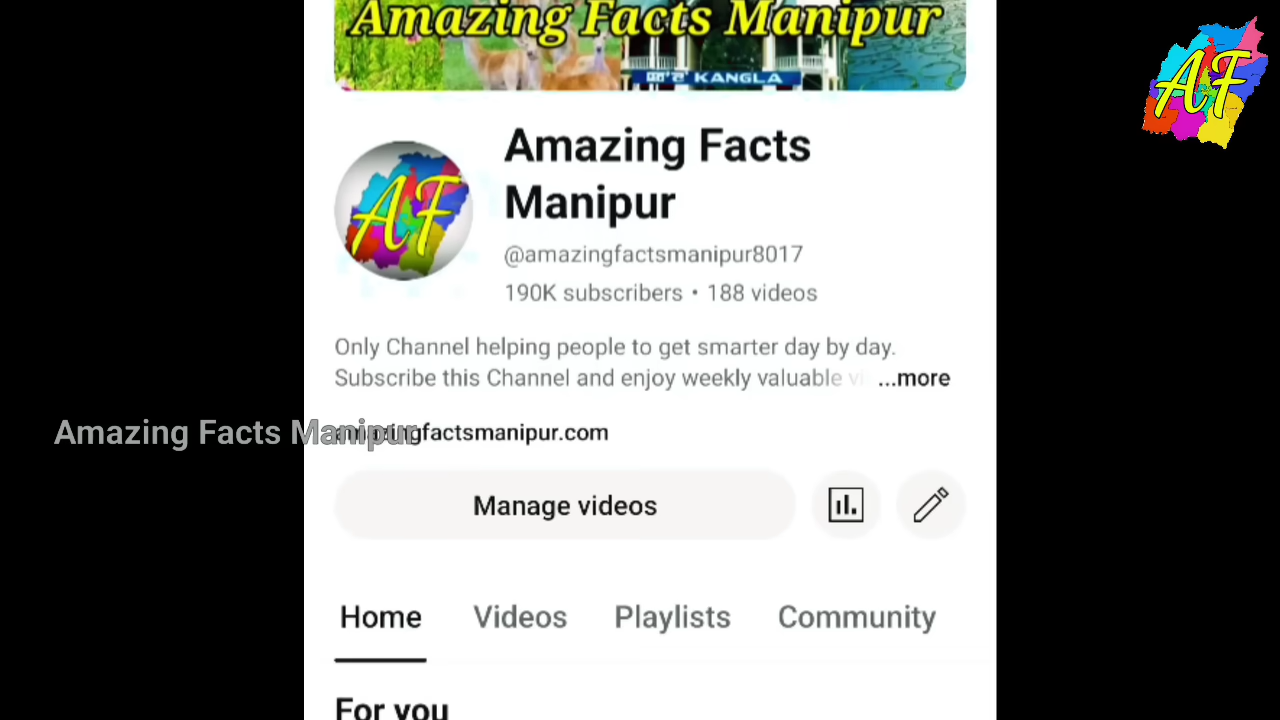 Amazing Facts Manipur
KANGLA
AF
Amazing Facts
Manipur
AF
@amazingfactsmanipur8017
190K subscribers • 188 videos
Only Channel helping people to get smarter day by day.
Subscribe this Channel and enjoy weekly valuable ...more
Amazing Facts Manipur
amazingfactsmanipur.com
Manage videos
Home Videos Playlists Community
For you